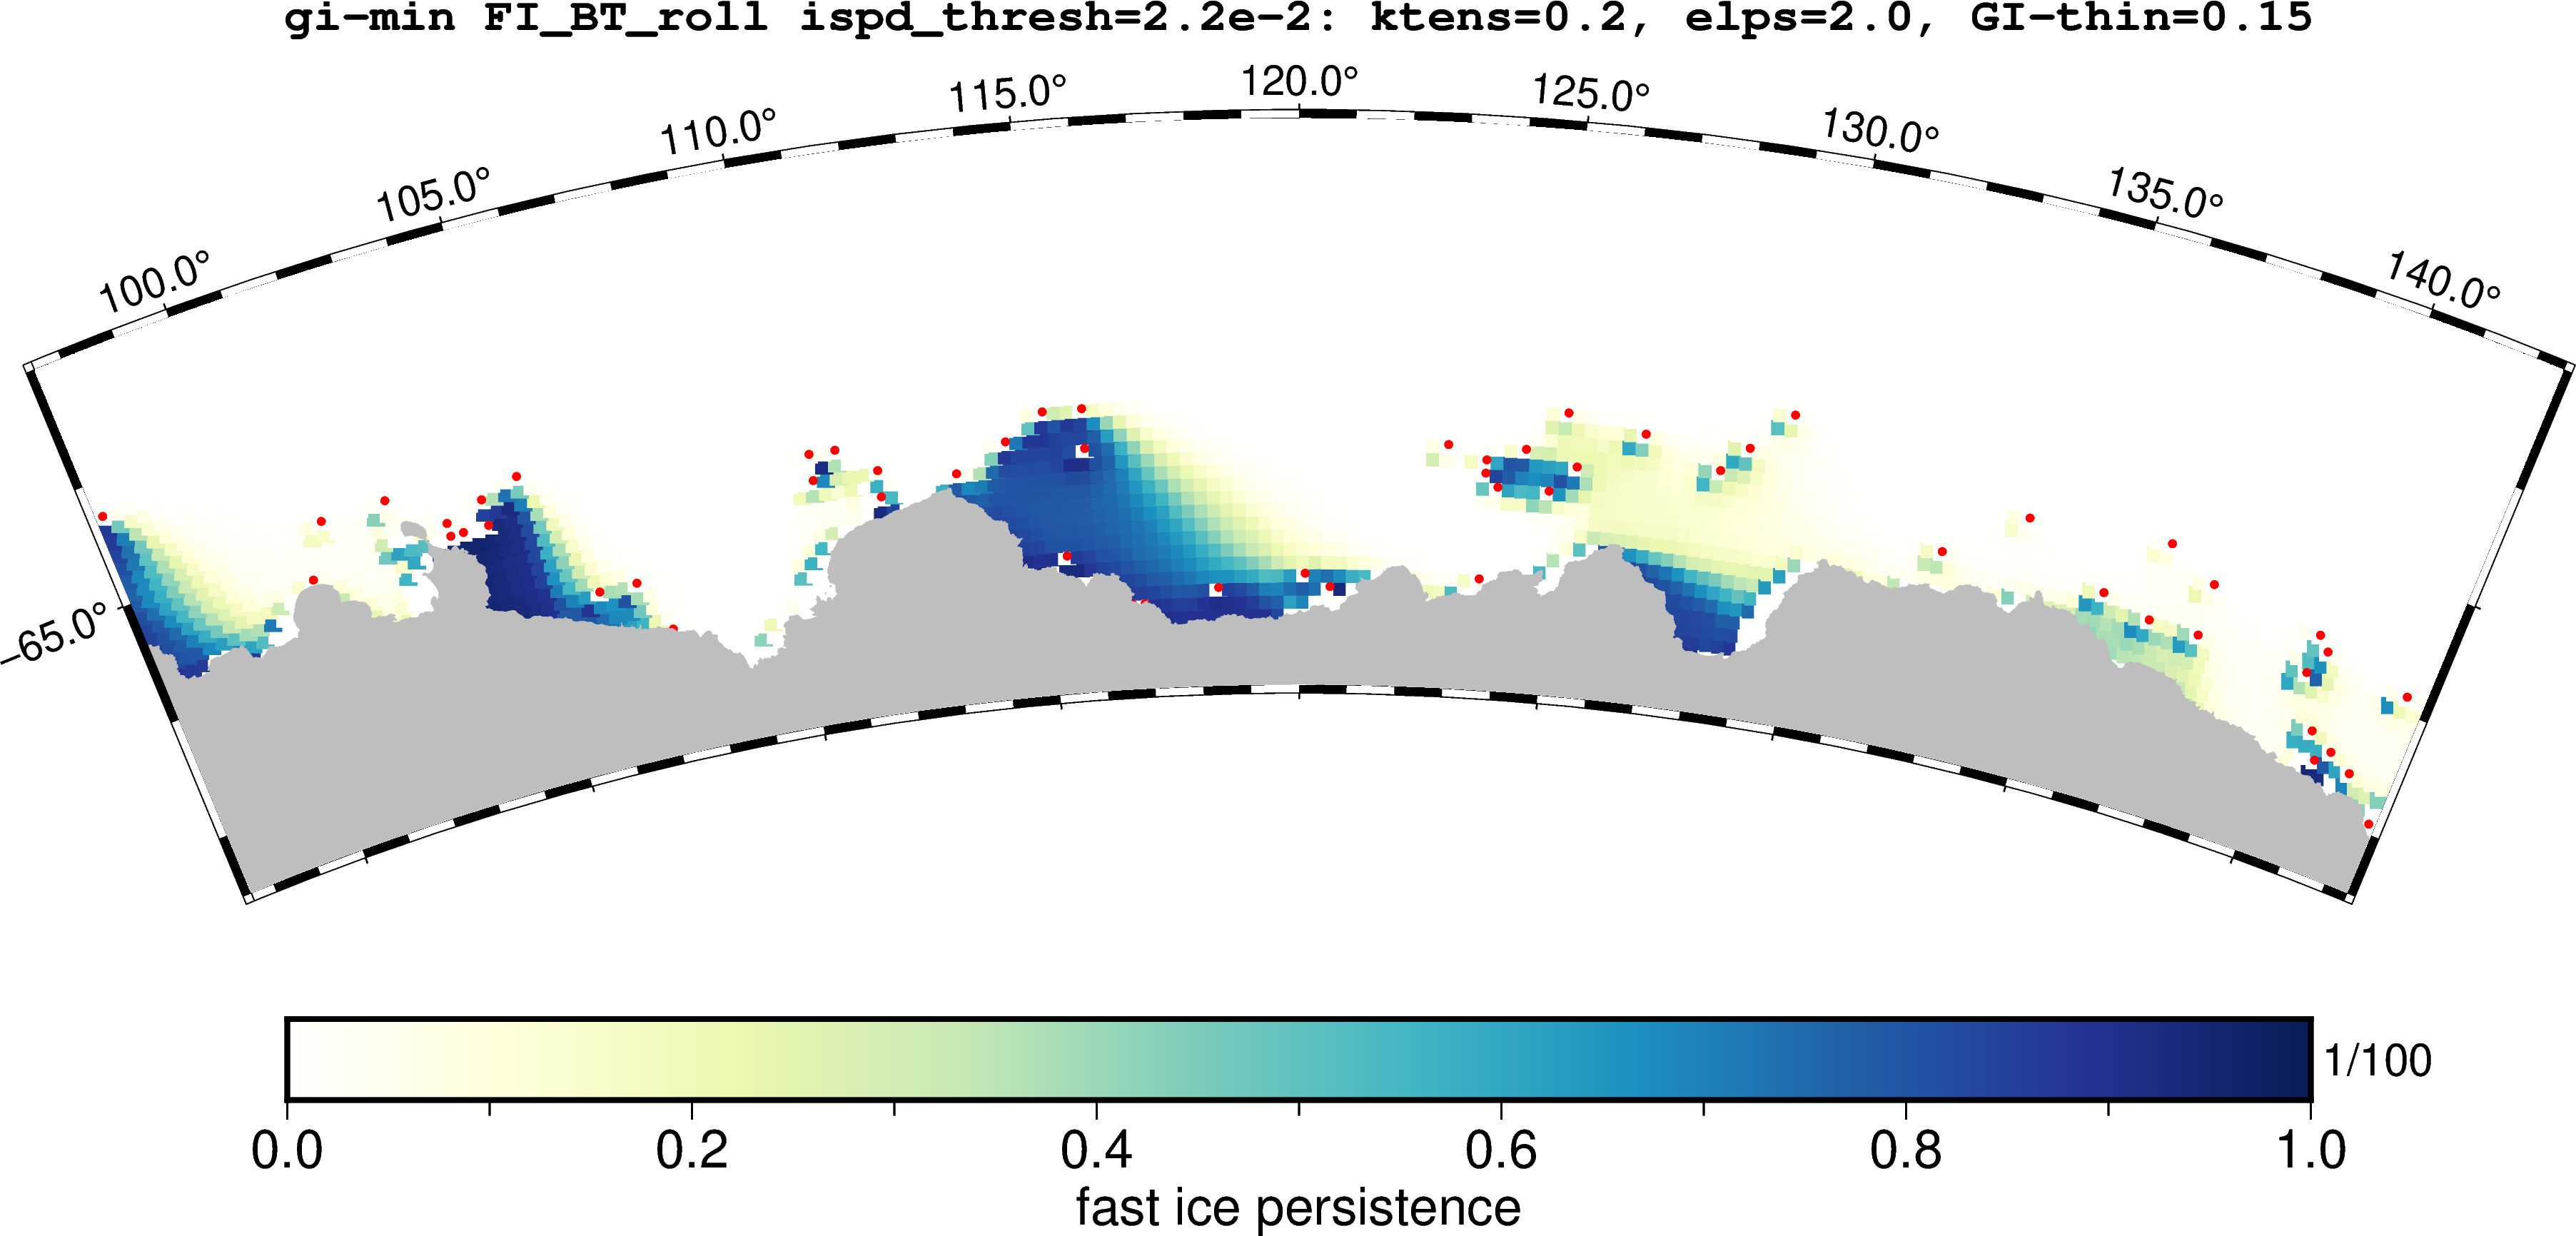 gi-min FI_BT_roll ispd_thresh=2.2e-2: ktens=0.2, elps=2.0, GI-thin=0.15
100.0° 105.0° 110.0° 115.0° 120.0° 125.0° 130.0° 135.0° 140.0°
-65.0°
1/100
0.0 0.2 0.4 0.6 0.8 1.0
fast ice persistence